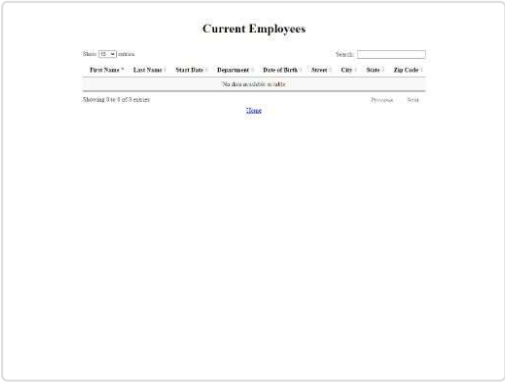 Current Employees
Show 10 entries
Search:
First Name Last Name Start Date Department Date of Birth Street City State Zip Code
No data available in table
Showing 0 to 0 of 0 entries
Previous Next
Home